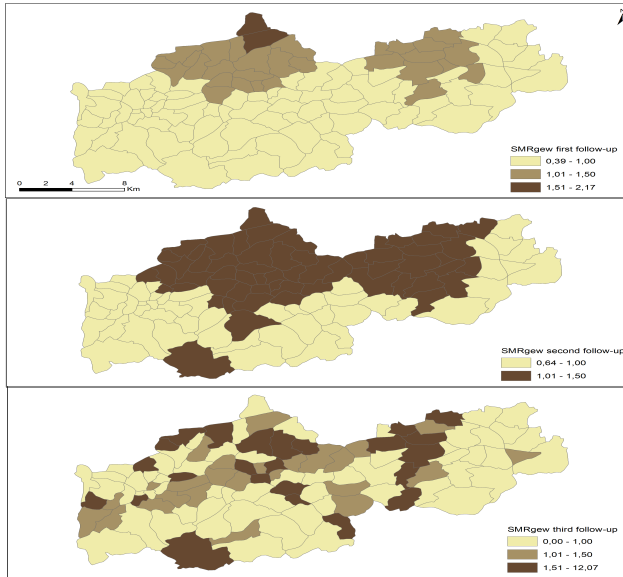 N
SMRgew first follow-up
0,39 - 1,00
1,01 - 1,50
1,51 - 2,17
0 2 4 8
Km
SMRgew second follow-up
0,64 - 1,00
1,01 - 1,50
SMRgew third follow-up
0,00 - 1,00
1,01 - 1,50
1,51 - 12,07